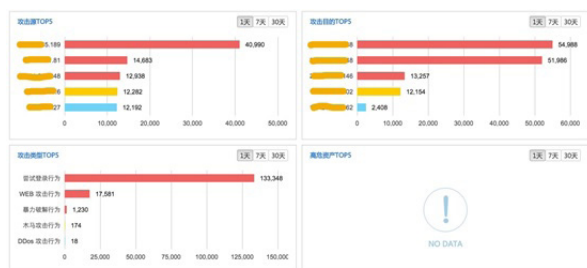 攻击源TOP5
1天 7天 30天
5.189 40,990
.81 14,683
48 12,938
12,282
27 12,192
0 10,000 20,000 30,000 40,000 50,000
攻击目的TOP5
1天 7天 30天
8 54,988
51,986
146 13,257
02 12,154
62 2,408
0 10,000 20,000 30,000 40,000 50,000 60,000
攻击类型TOP5
1天 7天 30天
尝试登录行为 133,348
WEB 攻击行为 17,581
暴力破解行为 1,230
木马攻击行为 174
DDos 攻击行为 18
0 25,000 50,000 75,000 100,000 125,000 150,000
高危资产TOP5
1天 7天 30天
NO DATA